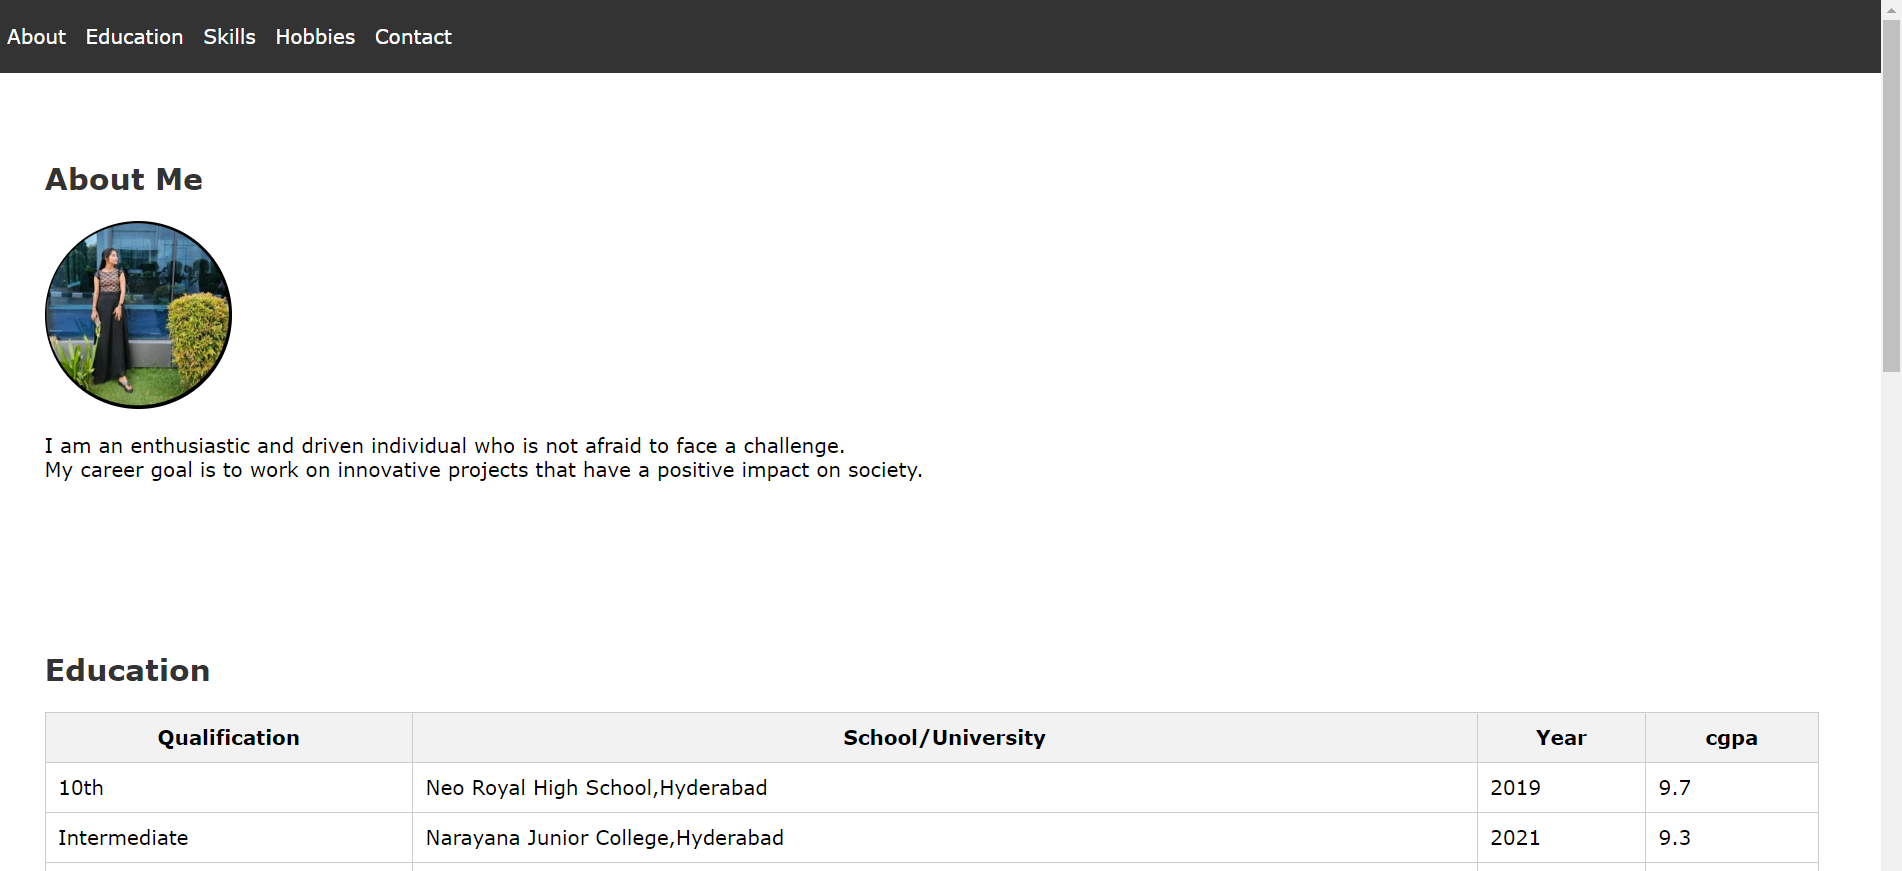 About Education Skills Hobbies Contact
About Me
I am an enthusiastic and driven individual who is not afraid to face a challenge.
My career goal is to work on innovative projects that have a positive impact on society.
Education
Qualification School/University Year cgpa
10th Neo Royal High School,Hyderabad 2019 9.7
Intermediate Narayana Junior College,Hyderabad 2021 9.3